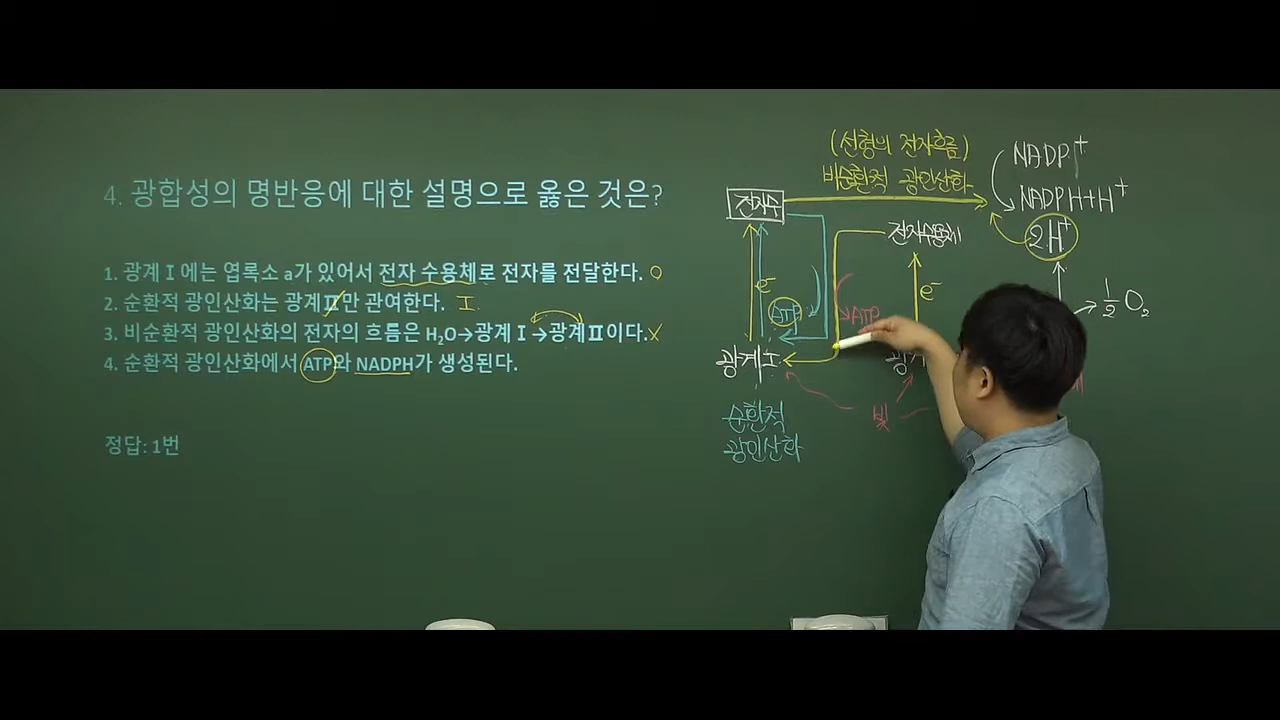 4. 광합성의 명반응에 대한 설명으로 옳은 것은?
1. 광계 I 에는 엽록소 a가 있어서 전자 수용체로 전자를 전달한다. O
2. 순환적 광인산화는 광계Ⅱ만 관여한다. I
3. 비순환적 광인산화의 전자의 흐름은 H₂O→광계 I →광계Ⅱ이다. X
4. 순환적 광인산화에서 ATP와 NADPH가 생성된다.
정답: 1번
(선형의 전자흐름)
비순환적 광인산화
NADP+
NADPH+H+
2H+
전자수
전자수용체
e-
e-
½ O₂
ATP
ATP
광계I
광계
빛
순환적
광인산화